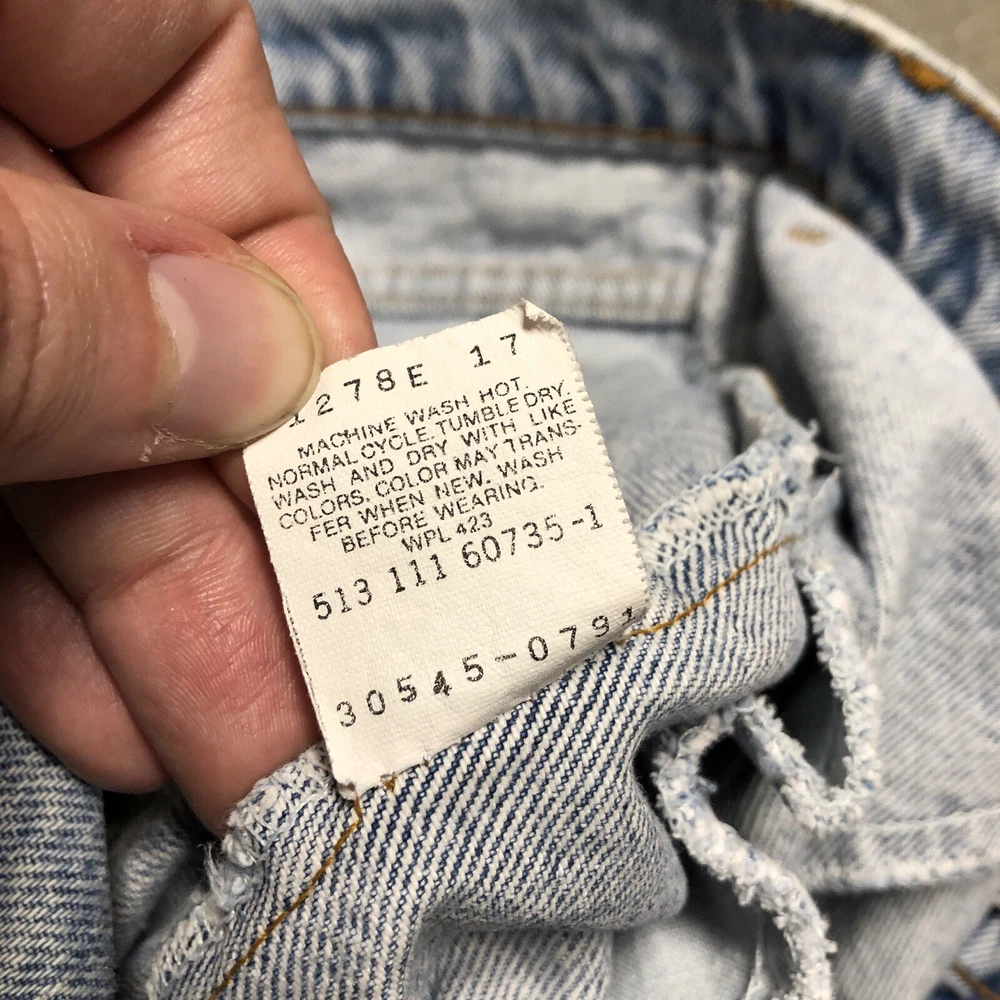 1278E 17
MACHINE WASH HOT.
NORMAL CYCLE. TUMBLE DRY.
WASH AND DRY WITH LIKE
COLORS. COLOR MAY TRANS-
FER WHEN NEW. WASH
BEFORE WEARING.
WPL 423
513 111 60735-1
30545-0791